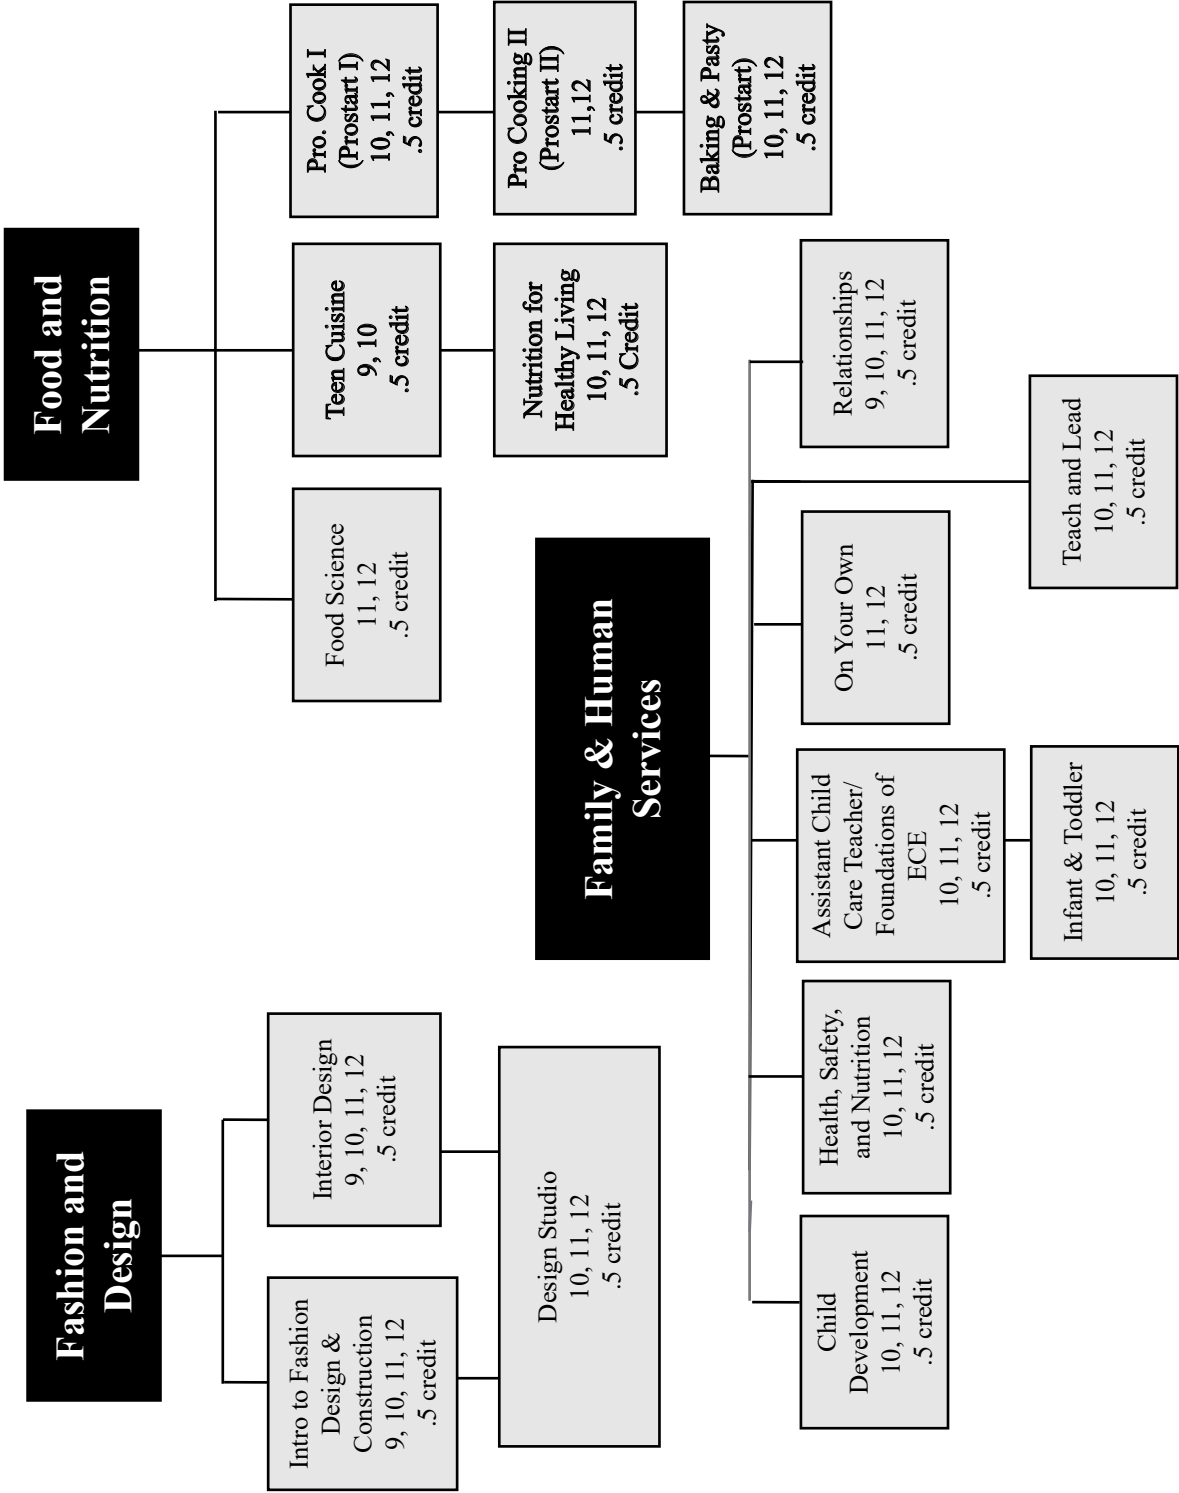 Fashion and
Design
Intro to Fashion
Design &
Construction
9, 10, 11, 12
.5 credit
Interior Design
9, 10, 11, 12
.5 credit
Design Studio
10, 11, 12
.5 credit
Food and
Nutrition
Food Science
11, 12
.5 credit
Teen Cuisine
9, 10
.5 credit
Nutrition for
Healthy Living
10, 11, 12
.5 Credit
Pro. Cook I
(Prostart I)
10, 11, 12
.5 credit
Pro Cooking II
(Prostart II)
11,12
.5 credit
Baking & Pasty
(Prostart)
10, 11, 12
.5 credit
Family & Human
Services
Child
Development
10, 11, 12
.5 credit
Health, Safety,
and Nutrition
10, 11, 12
.5 credit
Assistant Child
Care Teacher/
Foundations of
ECE
10, 11, 12
.5 credit
Infant & Toddler
10, 11, 12
.5 credit
On Your Own
11, 12
.5 credit
Teach and Lead
10, 11, 12
.5 credit
Relationships
9, 10, 11, 12
.5 credit